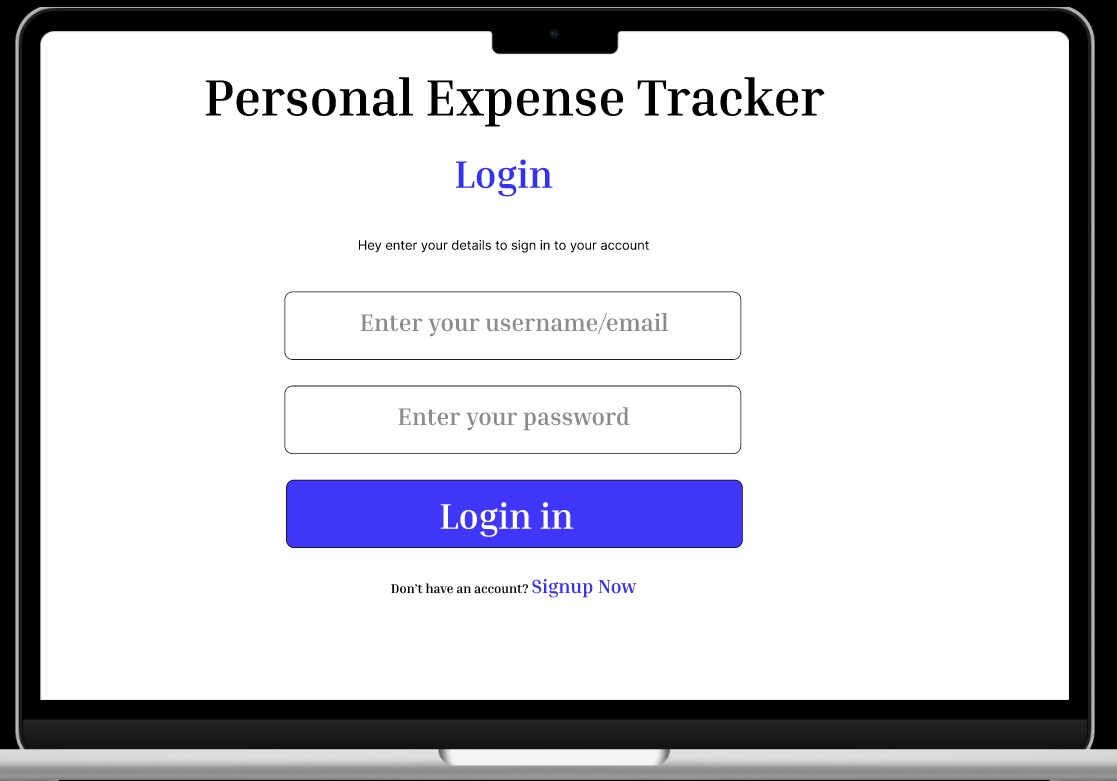 Personal Expense Tracker
Login
Hey enter your details to sign in to your account
Enter your username/email
Enter your password
Login in
Don't have an account? Signup Now